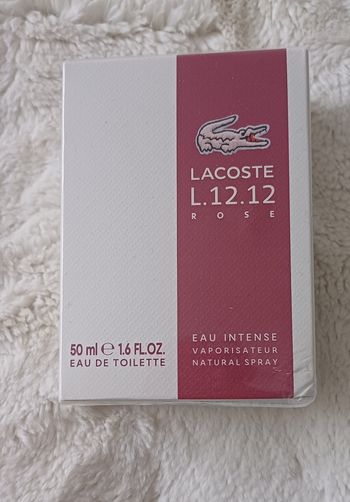 LACOSTE
L.12.12
ROSE
EAU INTENSE
VAPORISATEUR
NATURAL SPRAY
50 ml e 1.6 FL.OZ.
EAU DE TOILETTE